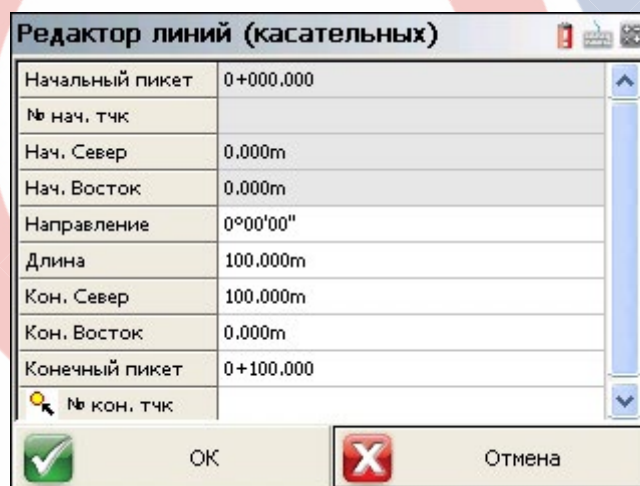 Редактор линий (касательных)
Начальный пикет 0+000.000
№ нач. тчк
Нач. Север 0.000m
Нач. Восток 0.000m
Направление 0°00'00"
Длина 100.000m
Кон. Север 100.000m
Кон. Восток 0.000m
Конечный пикет 0+100.000
№ кон. тчк
ОК Отмена